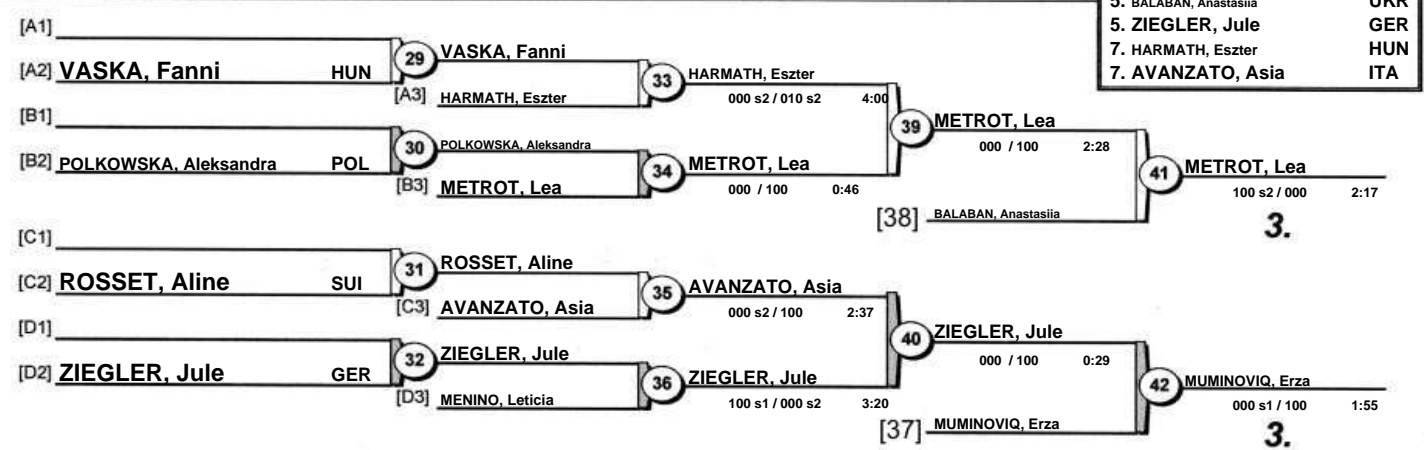 5. BALABAN, Anastasiia UKR
5. ZIEGLER, Jule GER
7. HARMATH, Eszter HUN
7. AVANZATO, Asia ITA
[A1]
[A2] VASKA, Fanni HUN
29
VASKA, Fanni
[A3] HARMATH, Eszter
33
HARMATH, Eszter
000 s2 / 010 s2 4:00
[B1]
[B2] POLKOWSKA, Aleksandra POL
30
POLKOWSKA, Aleksandra
[B3] METROT, Lea
34
METROT, Lea
000 / 100 0:46
39
METROT, Lea
000 / 100 2:28
[38] BALABAN, Anastasiia
41
METROT, Lea
100 s2 / 000 2:17
3.
[C1]
[C2] ROSSET, Aline SUI
31
ROSSET, Aline
[C3] AVANZATO, Asia
35
AVANZATO, Asia
000 s2 / 100 2:37
[D1]
[D2] ZIEGLER, Jule GER
32
ZIEGLER, Jule
[D3] MENINO, Leticia
36
ZIEGLER, Jule
100 s1 / 000 s2 3:20
40
ZIEGLER, Jule
000 / 100 0:29
[37] MUMINOVIQ, Erza
42
MUMINOVIQ, Erza
000 s1 / 100 1:55
3.